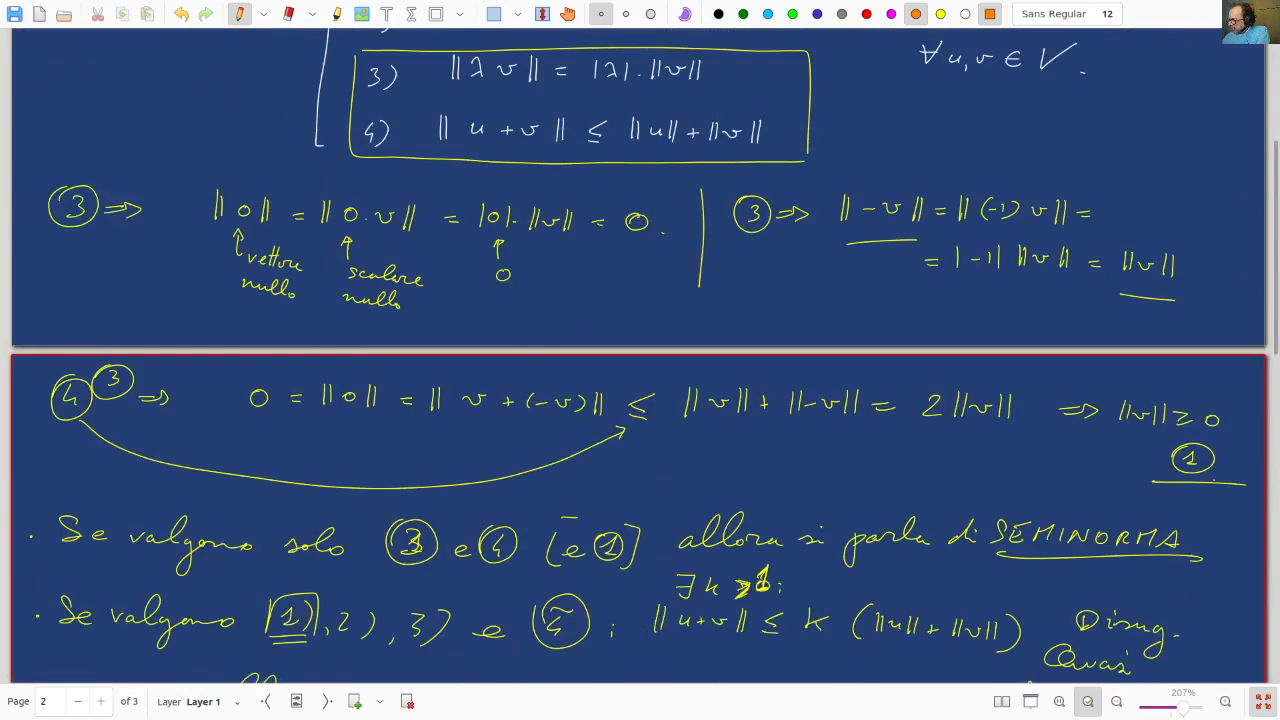 Sans Regular 12
3) ‖λv‖ = |λ|.‖v‖
∀u,v ∈ V.
4) ‖u+v‖ ≤ ‖u‖+‖v‖
3 ⇒ ‖0‖ = ‖0.v‖ = |0|.‖v‖ = 0.
vettore nullo
scalare nullo
0
3 ⇒ ‖-v‖ = ‖(-1)v‖ =
= |-1| ‖v‖ = ‖v‖
4 3 ⇒ 0 = ‖0‖ = ‖v+(-v)‖ ≤ ‖v‖+‖-v‖ = 2‖v‖ ⇒ ‖v‖ ≥ 0
1
· Se valgono solo 3 e 4 [e 1] allora si parla di SEMINORMA
· Se valgono 1), 2), 3) e 4̃ : ‖u+v‖ ≤ K (‖u‖+‖v‖) Disug.
Quasi
Page 2 of 3 Layer Layer 1 207%